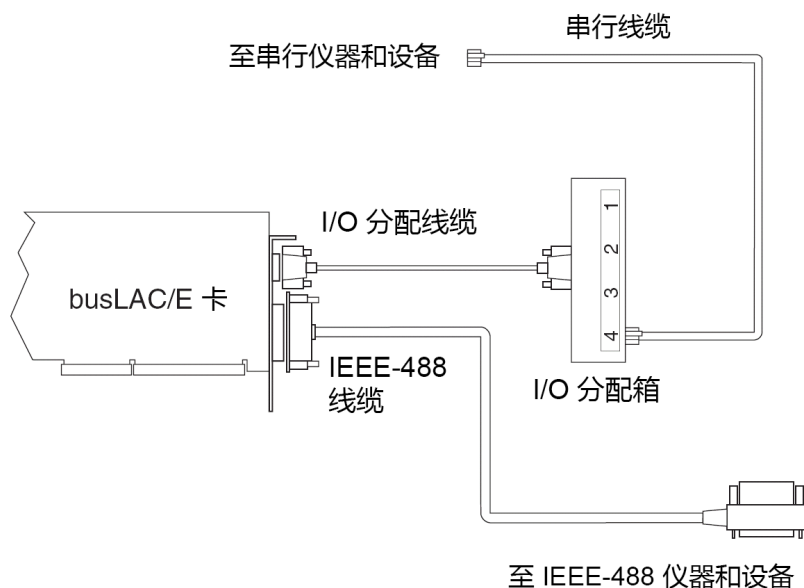 串行线缆
至串行仪器和设备
I/O 分配线缆
busLAC/E 卡
1
2
3
4
IEEE-488
线缆
I/O 分配箱
至 IEEE-488 仪器和设备